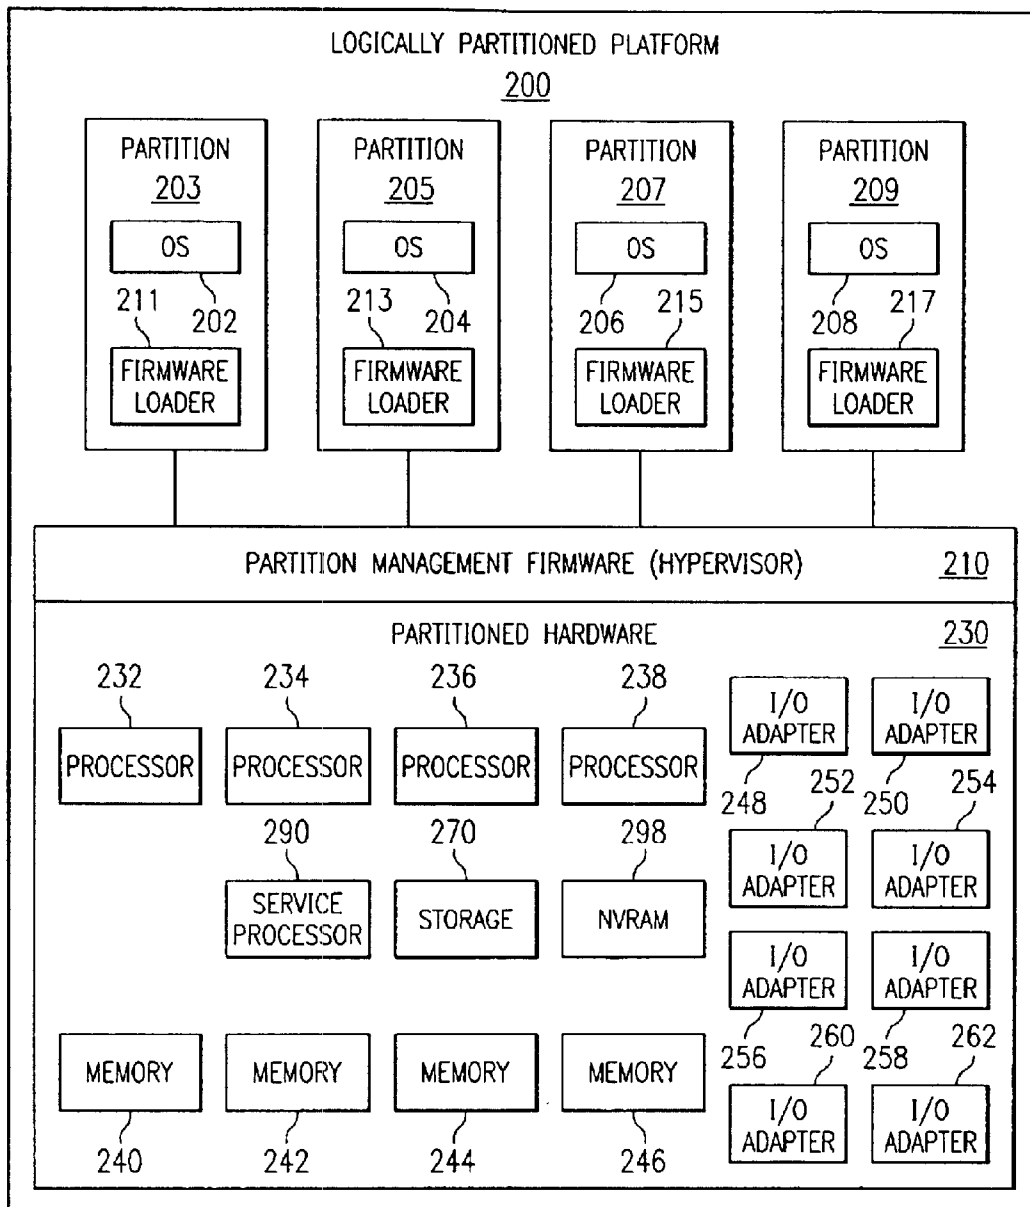 LOGICALLY PARTITIONED PLATFORM
200
PARTITION
203
OS
211
202
FIRMWARE
LOADER
PARTITION
205
OS
213
204
FIRMWARE
LOADER
PARTITION
207
OS
206
215
FIRMWARE
LOADER
PARTITION
209
OS
208
217
FIRMWARE
LOADER
PARTITION MANAGEMENT FIRMWARE (HYPERVISOR) 210
PARTITIONED HARDWARE 230
232 234 236 238
PROCESSOR PROCESSOR PROCESSOR PROCESSOR
290 270 298
SERVICE
PROCESSOR
STORAGE
NVRAM
MEMORY MEMORY MEMORY MEMORY
240 242 244 246
I/O
ADAPTER
I/O
ADAPTER
248 252 250 254
I/O
ADAPTER
I/O
ADAPTER
I/O
ADAPTER
I/O
ADAPTER
256 260 258 262
I/O
ADAPTER
I/O
ADAPTER